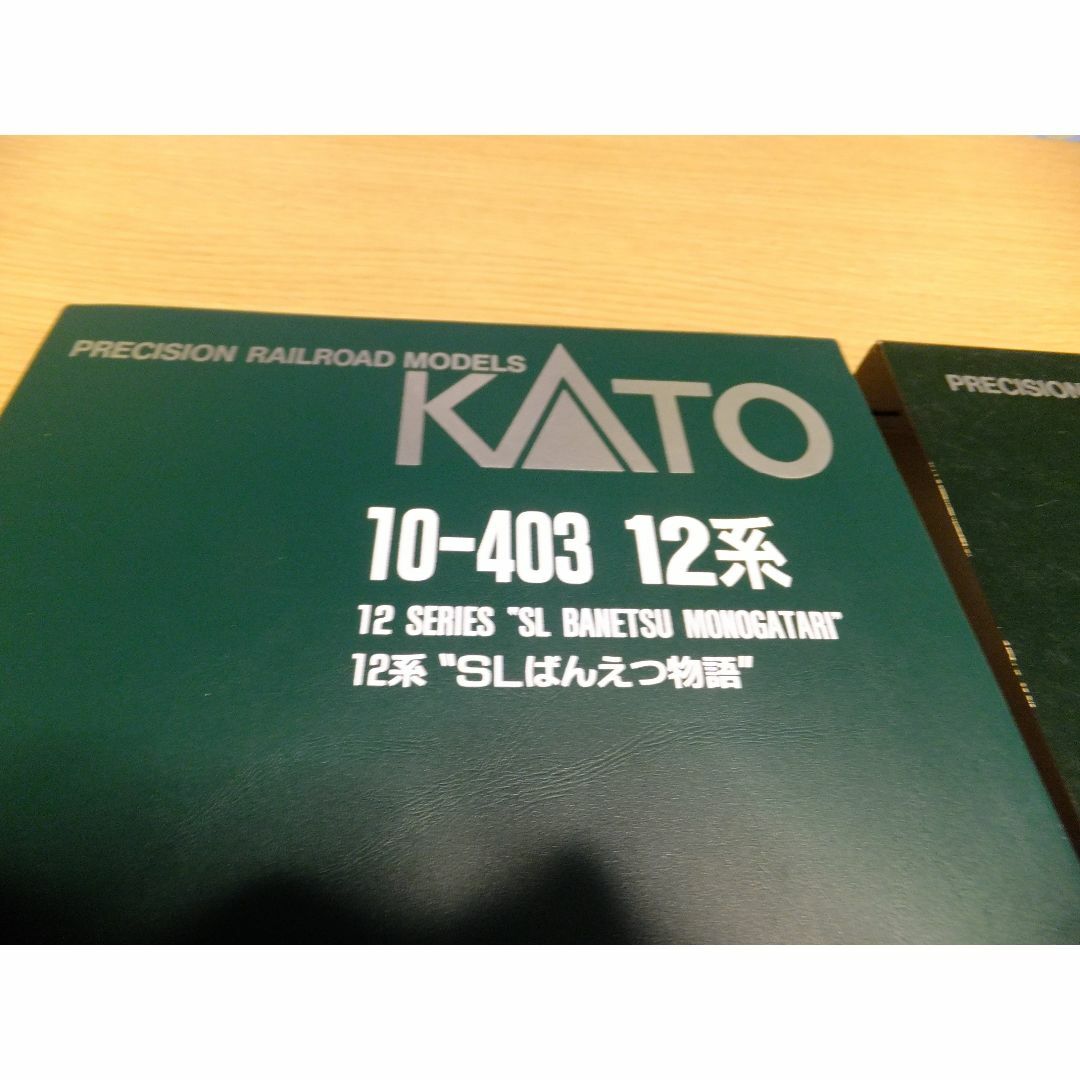 PRECISION RAILROAD MODELS
KATO
10-403 12系
12 SERIES "SL BANETSU MONOGATARI"
12系 "SLばんえつ物語"
PRECISION